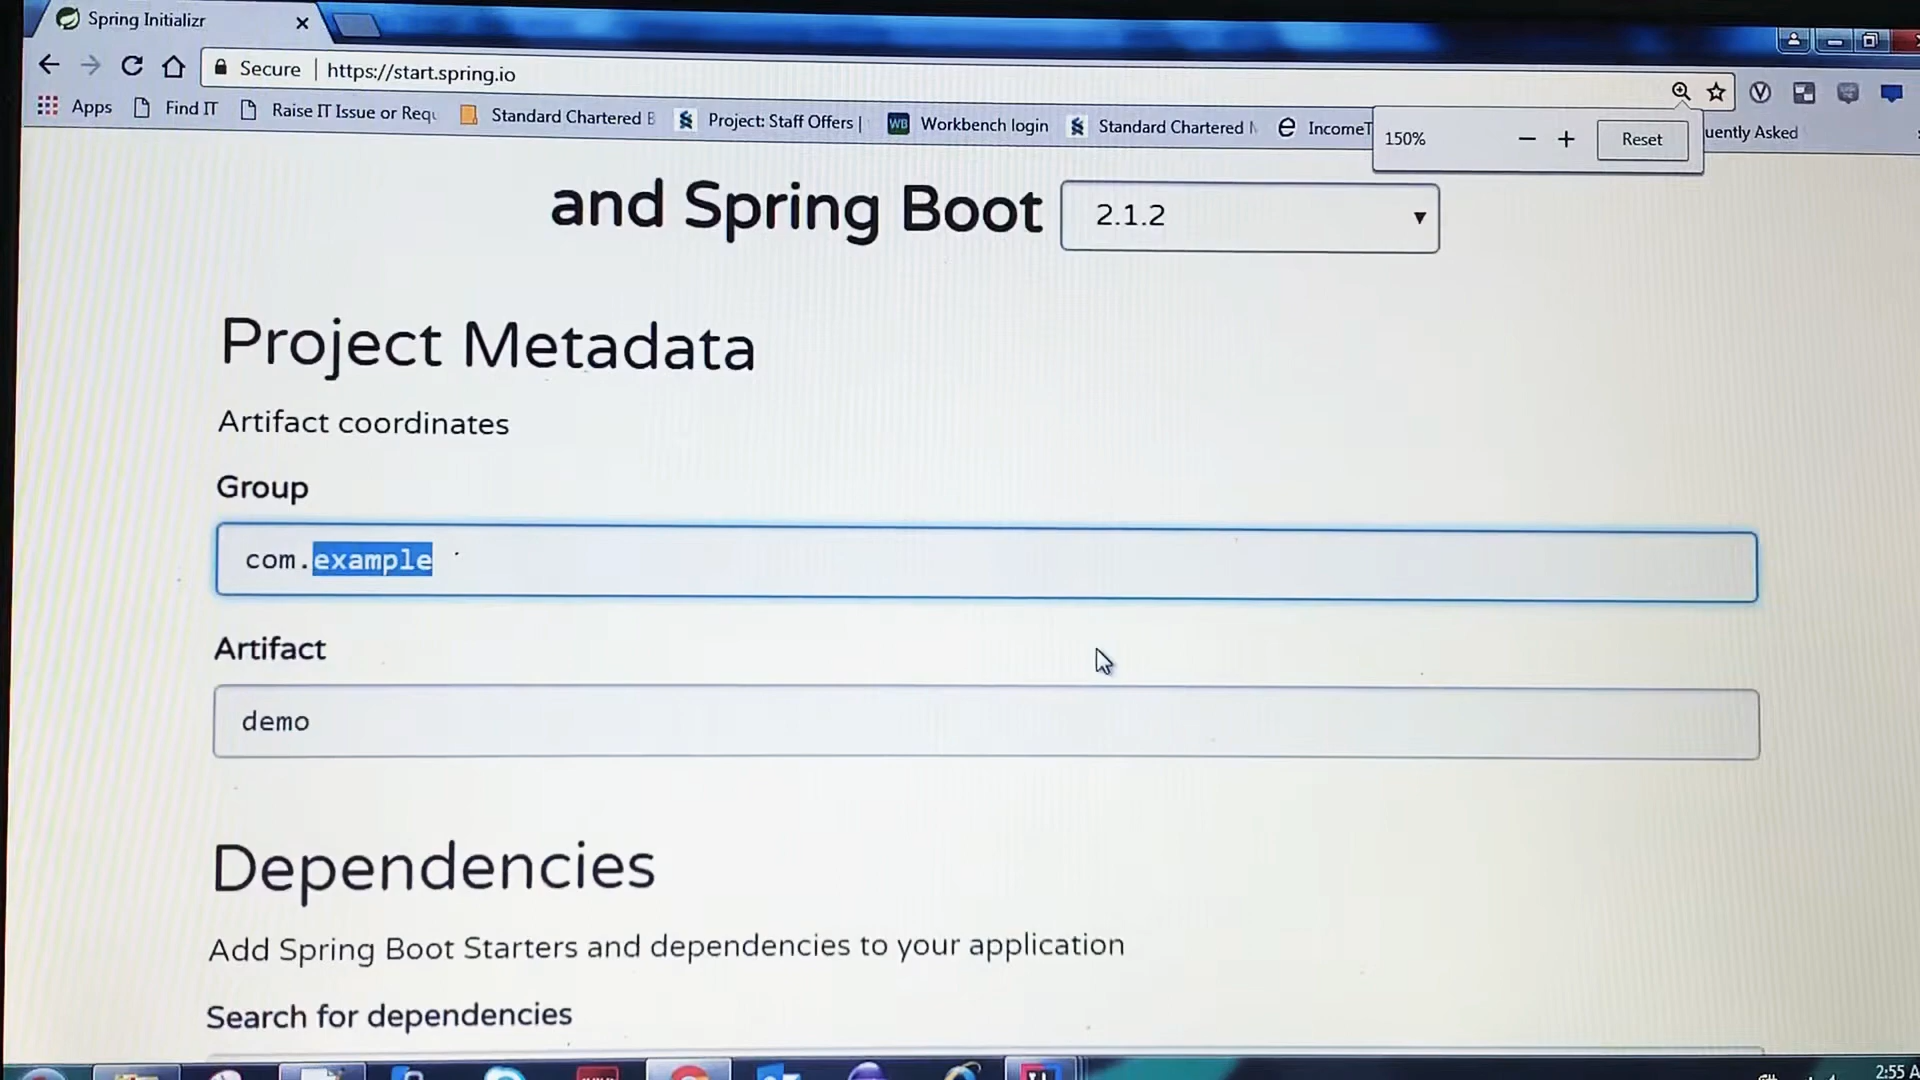 Spring Initializr
Secure https://start.spring.io
Apps Find IT Raise IT Issue or Requ Standard Chartered B Project: Staff Offers | Workbench login Standard Chartered IncomeT uently Asked
150% − + Reset
and Spring Boot 2.1.2
Project Metadata
Artifact coordinates
Group
com.example
Artifact
demo
Dependencies
Add Spring Boot Starters and dependencies to your application
Search for dependencies
2:55 A